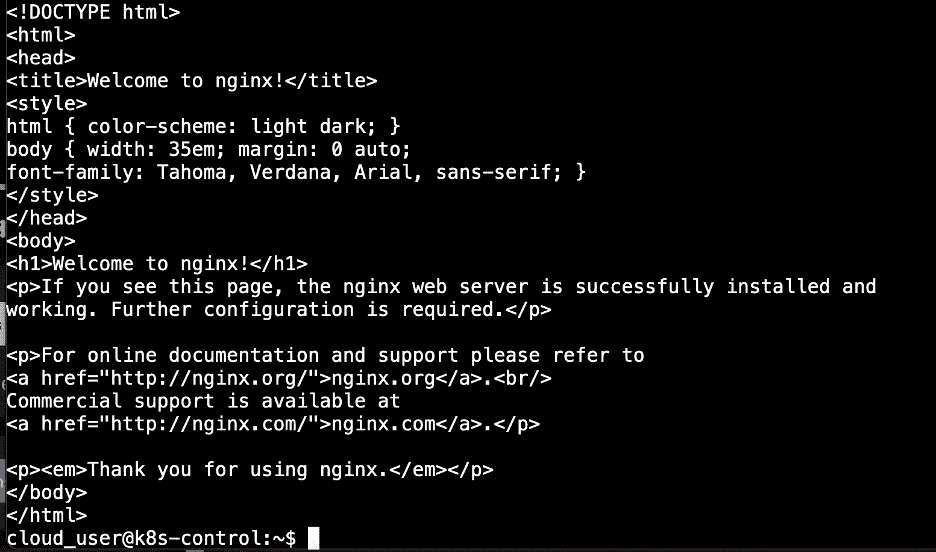 <!DOCTYPE html>
<html>
<head>
<title>Welcome to nginx!</title>
<style>
html { color-scheme: light dark; }
body { width: 35em; margin: 0 auto;
font-family: Tahoma, Verdana, Arial, sans-serif; }
</style>
</head>
<body>
<h1>Welcome to nginx!</h1>
<p>If you see this page, the nginx web server is successfully installed and
working. Further configuration is required.</p>
<p>For online documentation and support please refer to
<a href="http://nginx.org/">nginx.org</a>.<br/>
Commercial support is available at
<a href="http://nginx.com/">nginx.com</a>.</p>
<p><em>Thank you for using nginx.</em></p>
</body>
</html>
cloud_user@k8s-control:~$